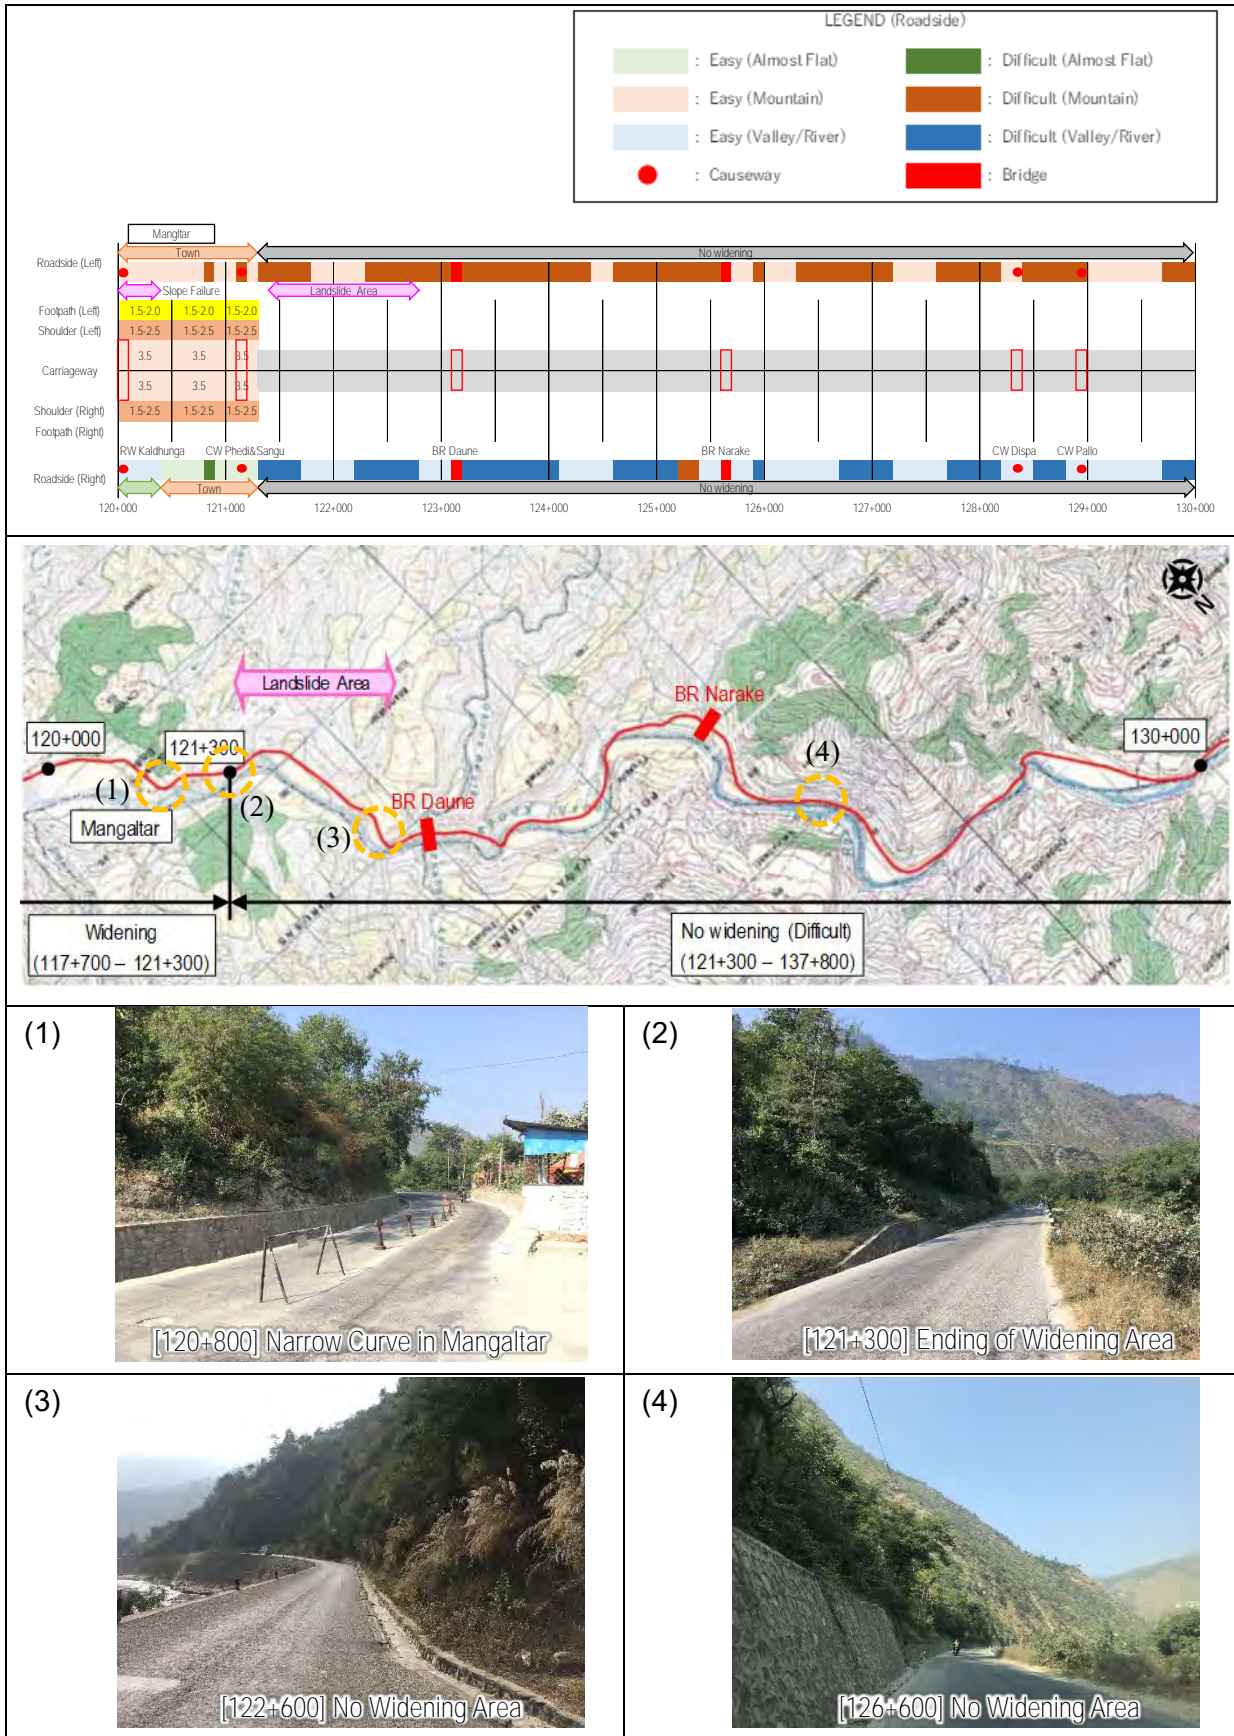 LEGEND (Roadside)
: Easy (Almost Flat)
: Difficult (Almost Flat)
: Easy (Mountain)
: Difficult (Mountain)
: Easy (Valley/River)
: Difficult (Valley/River)
: Causeway
: Bridge
Mangltar
Town
No widening
Roadside (Left)
Slope Failure
Landslide Area
Footpath (Left)
1.5-2.0 1.5-2.0 1.5-2.0
Shoulder (Left)
1.5-2.5 1.5-2.5 1.5-2.5
3.5 3.5 3.5
Carriageway
3.5 3.5 3.5
Shoulder (Right)
1.5-2.5 1.5-2.5 1.5-2.5
Footpath (Right)
RW Kaldhunga CW Phedi&Sangu BR Daune BR Narake CW Dispa CW Pallo
Roadside (Right)
Town
No widening
120+000 121+000 122+000 123+000 124+000 125+000 126+000 127+000 128+000 129+000 130+000
N
Landslide Area
BR Narake
120+000
121+300
(4)
130+000
(1)
(2)
BR Daune
Mangaltar
(3)
Widening
(117+700 – 121+300)
No widening (Difficult)
(121+300 – 137+800)
(1)
[120+800] Narrow Curve in Mangaltar
(2)
[121+300] Ending of Widening Area
(3)
[122+600] No Widening Area
(4)
[126+600] No Widening Area